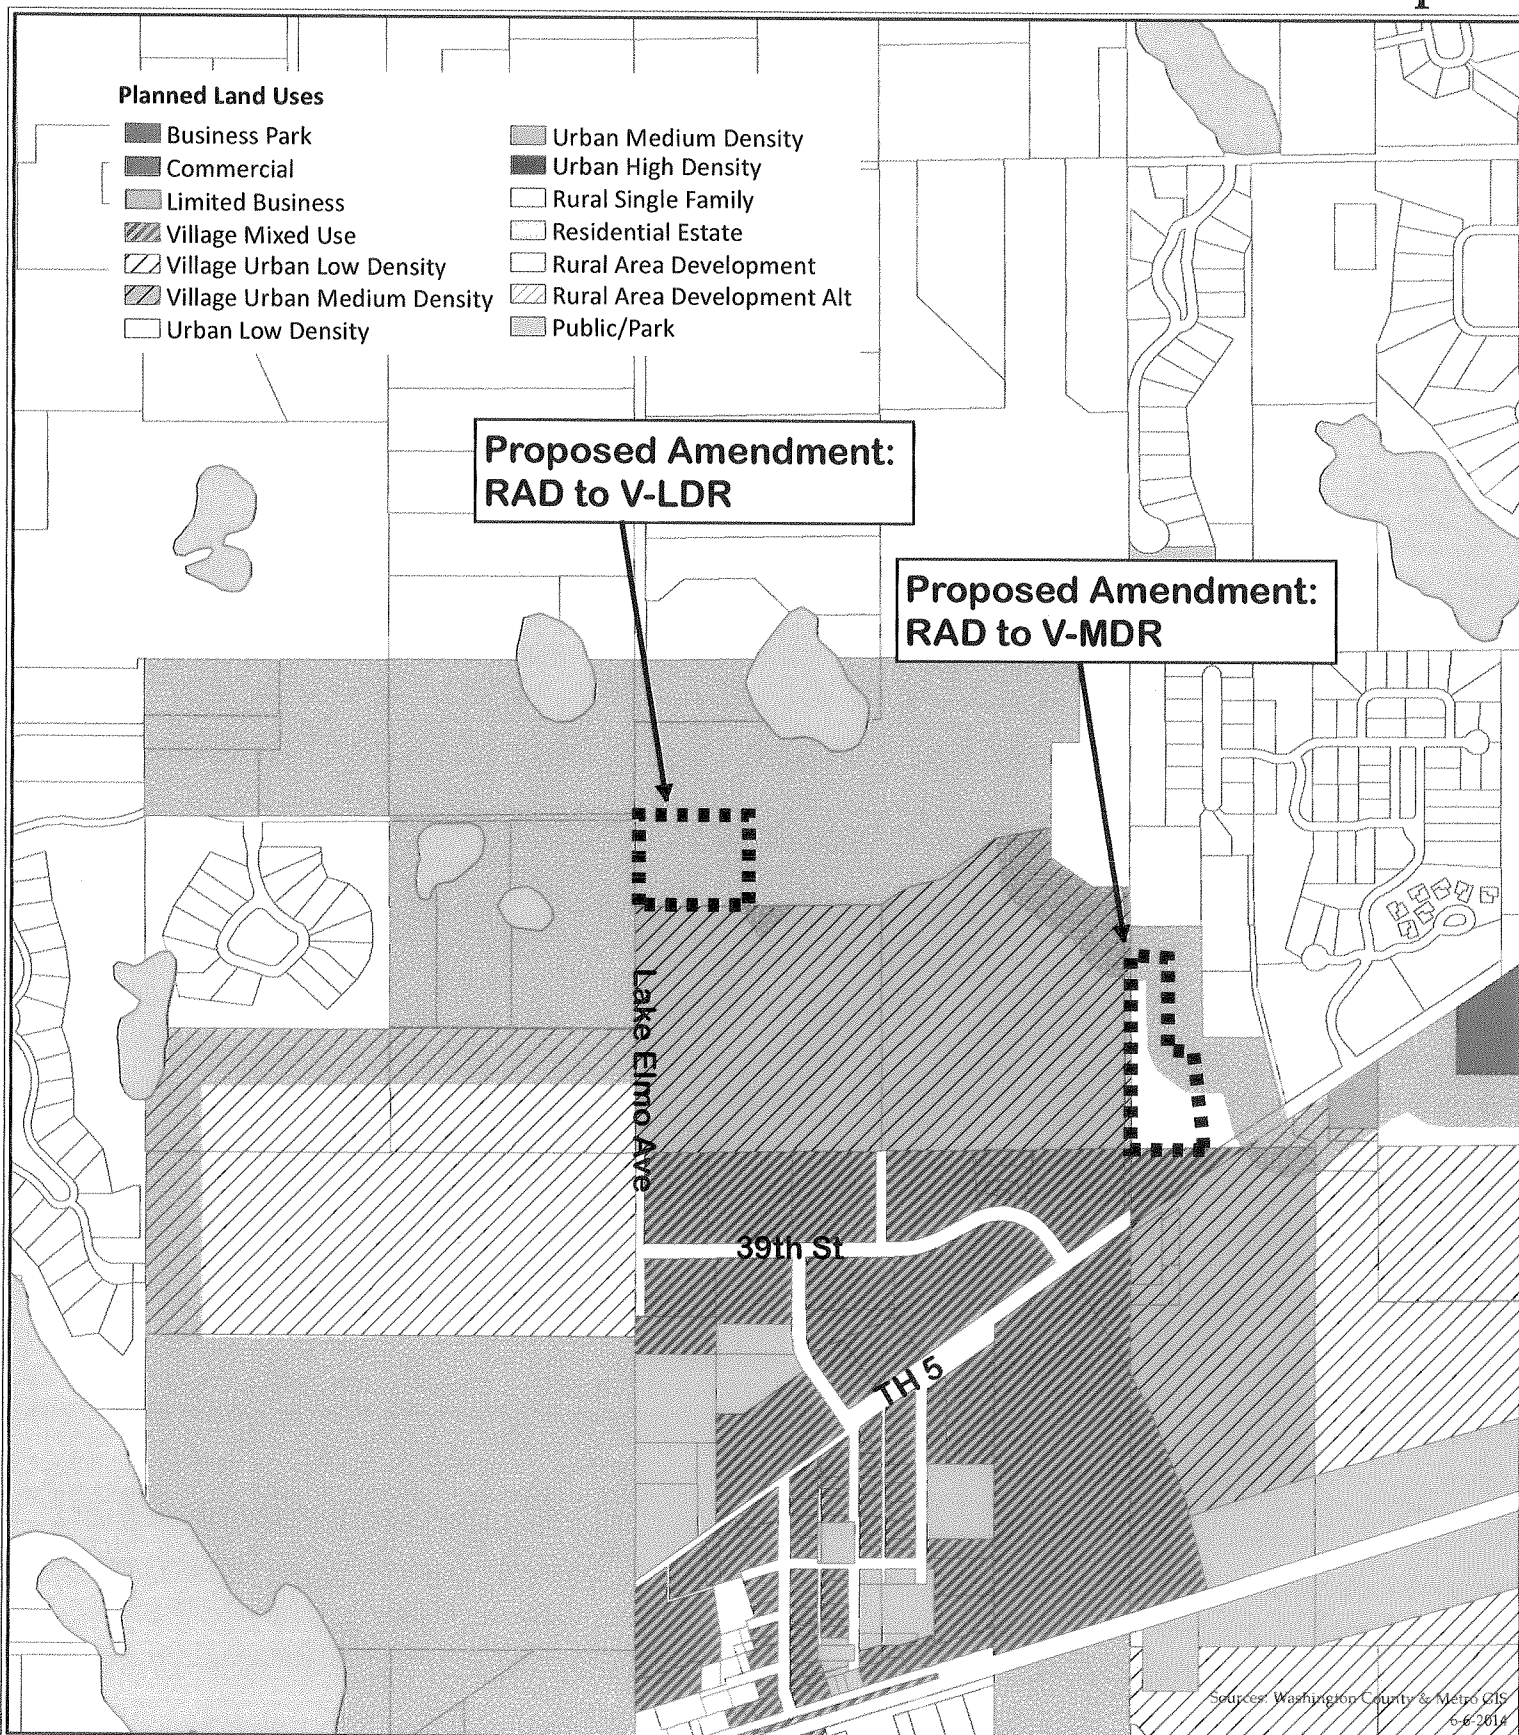 Planned Land Uses
Business Park
Commercial
Limited Business
Village Mixed Use
Village Urban Low Density
Village Urban Medium Density
Urban Low Density
Urban Medium Density
Urban High Density
Rural Single Family
Residential Estate
Rural Area Development
Rural Area Development Alt
Public/Park
Proposed Amendment:
RAD to V-LDR
Proposed Amendment:
RAD to V-MDR
Lake Elmo Ave
39th St
TH 5
Sources: Washington County & Metro GIS
6-6-2014